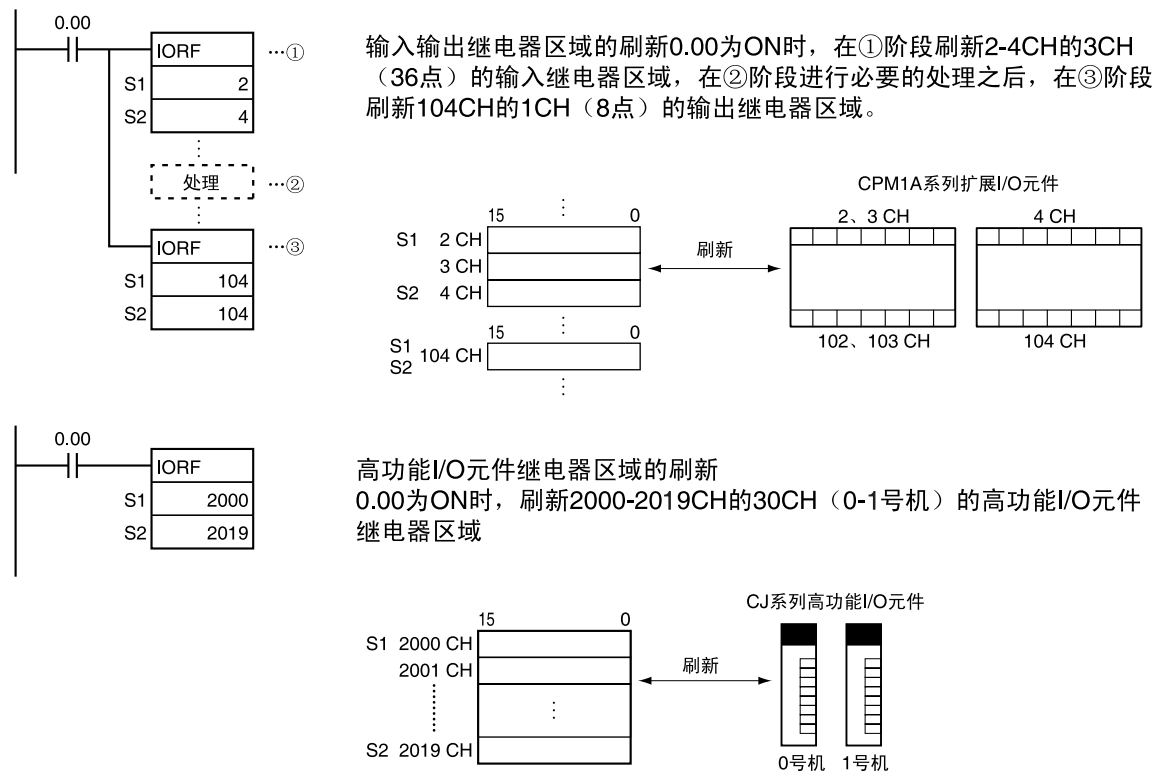 0.00
IORF …①
S1 2
S2 4
处理 …②
IORF …③
S1 104
S2 104
输入输出继电器区域的刷新0.00为ON时，在①阶段刷新2-4CH的3CH
（36点）的输入继电器区域，在②阶段进行必要的处理之后，在③阶段
刷新104CH的1CH（8点）的输出继电器区域。
CPM1A系列扩展I/O元件
15 0
S1 2 CH
3 CH
S2 4 CH
刷新
2、3 CH 4 CH
102、103 CH 104 CH
15 0
S1
S2 104 CH
0.00
IORF
S1 2000
S2 2019
高功能I/O元件继电器区域的刷新
0.00为ON时，刷新2000-2019CH的30CH（0-1号机）的高功能I/O元件
继电器区域
CJ系列高功能I/O元件
15 0
S1 2000 CH
2001 CH
刷新
S2 2019 CH
0号机 1号机